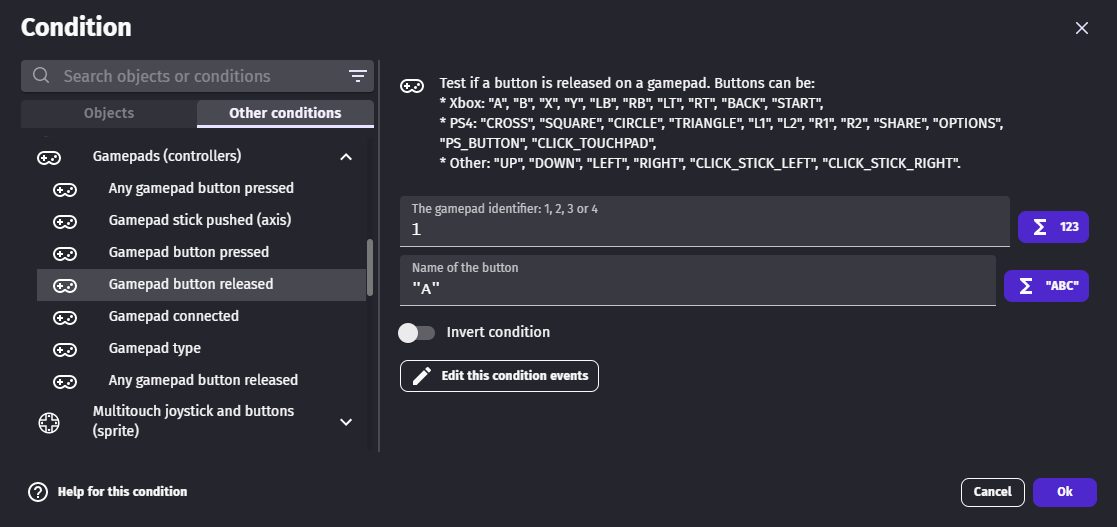 Condition
Search objects or conditions
Objects
Other conditions
Gamepads (controllers)
Any gamepad button pressed
Gamepad stick pushed (axis)
Gamepad button pressed
Gamepad button released
Gamepad connected
Gamepad type
Any gamepad button released
Multitouch joystick and buttons
(sprite)
Test if a button is released on a gamepad. Buttons can be:
* Xbox: "A", "B", "X", "Y", "LB", "RB", "LT", "RT", "BACK", "START",
* PS4: "CROSS", "SQUARE", "CIRCLE", "TRIANGLE", "L1", "L2", "R1", "R2", "SHARE", "OPTIONS",
"PS_BUTTON", "CLICK_TOUCHPAD",
* Other: "UP", "DOWN", "LEFT", "RIGHT", "CLICK_STICK_LEFT", "CLICK_STICK_RIGHT".
The gamepad identifier: 1, 2, 3 or 4
1
Σ 123
Name of the button
"A"
Σ "ABC"
Invert condition
Edit this condition events
Help for this condition
Cancel
Ok